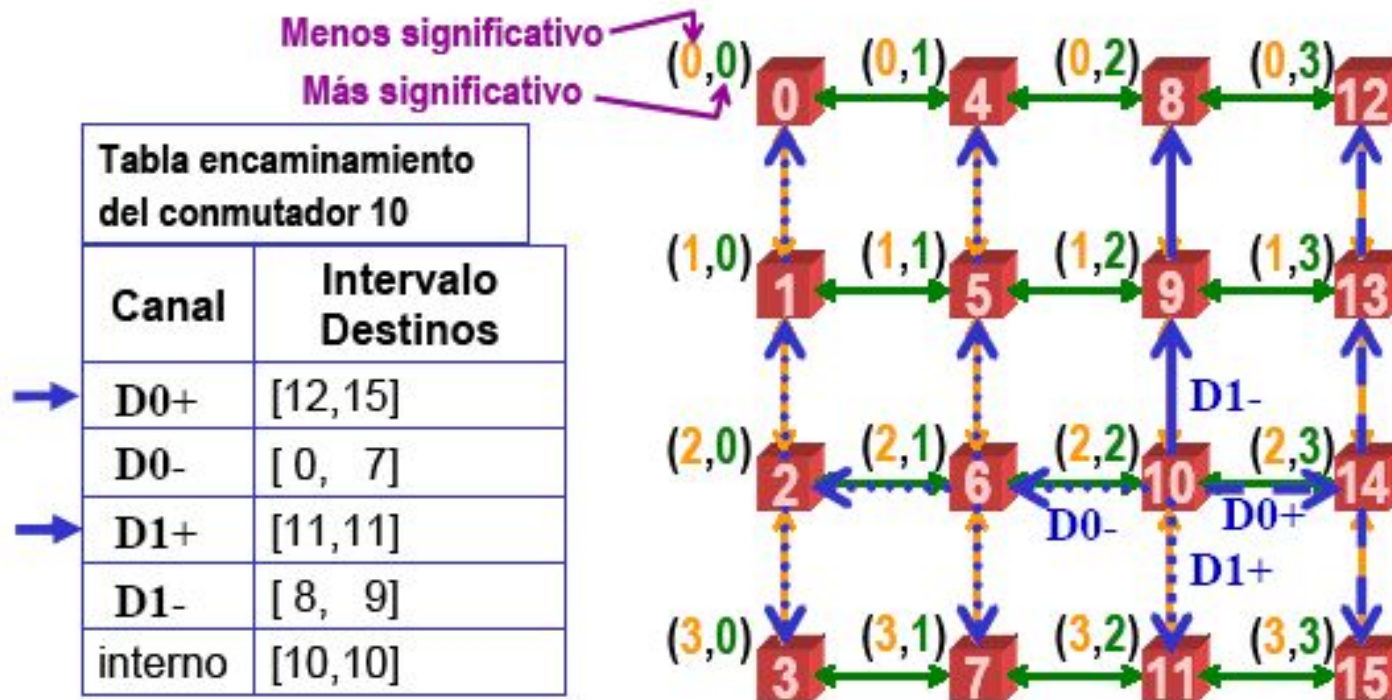 Menos significativo
Más significativo
Tabla encaminamiento
del conmutador 10
Canal Intervalo Destinos
D0+ [12,15]
D0- [ 0, 7]
D1+ [11,11]
D1- [ 8, 9]
interno [10,10]
(0,0) (0,1) (0,2) (0,3)
0 4 8 12
(1,0) (1,1) (1,2) (1,3)
1 5 9 13
D1-
(2,0) (2,1) (2,2) (2,3)
2 6 10 14
D0- D0+
D1+
(3,0) (3,1) (3,2) (3,3)
3 7 11 15